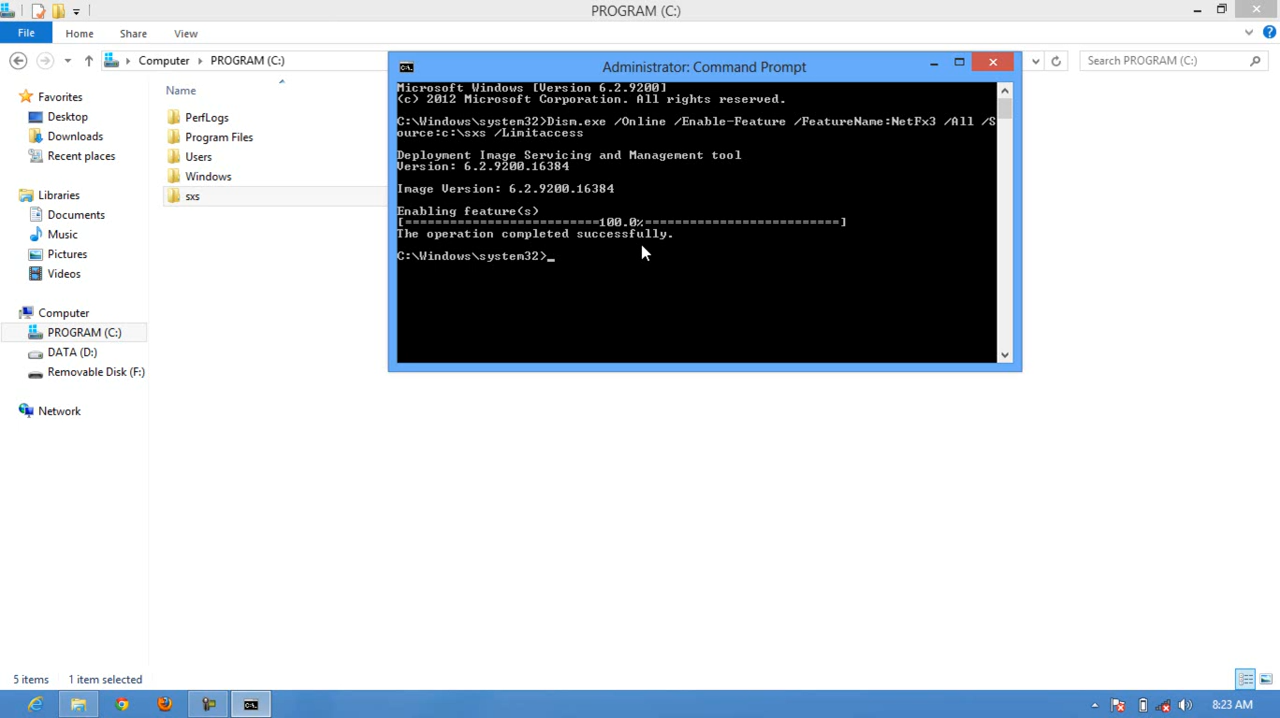 PROGRAM (C:)
File Home Share View
Computer PROGRAM (C:) Search PROGRAM (C:)
Favorites
Desktop
Downloads
Recent places
Libraries
Documents
Music
Pictures
Videos
Computer
PROGRAM (C:)
DATA (D:)
Removable Disk (F:)
Network
Name
PerfLogs
Program Files
Users
Windows
sxs
Administrator: Command Prompt
Microsoft Windows [Version 6.2.9200]
(c) 2012 Microsoft Corporation. All rights reserved.
C:\Windows\system32>Dism.exe /Online /Enable-Feature /FeatureName:NetFx3 /All /S
ource:c:\sxs /Limitaccess
Deployment Image Servicing and Management tool
Version: 6.2.9200.16384
Image Version: 6.2.9200.16384
Enabling feature(s)
[==========================100.0%==========================]
The operation completed successfully.
C:\Windows\system32>_
5 items 1 item selected
8:23 AM